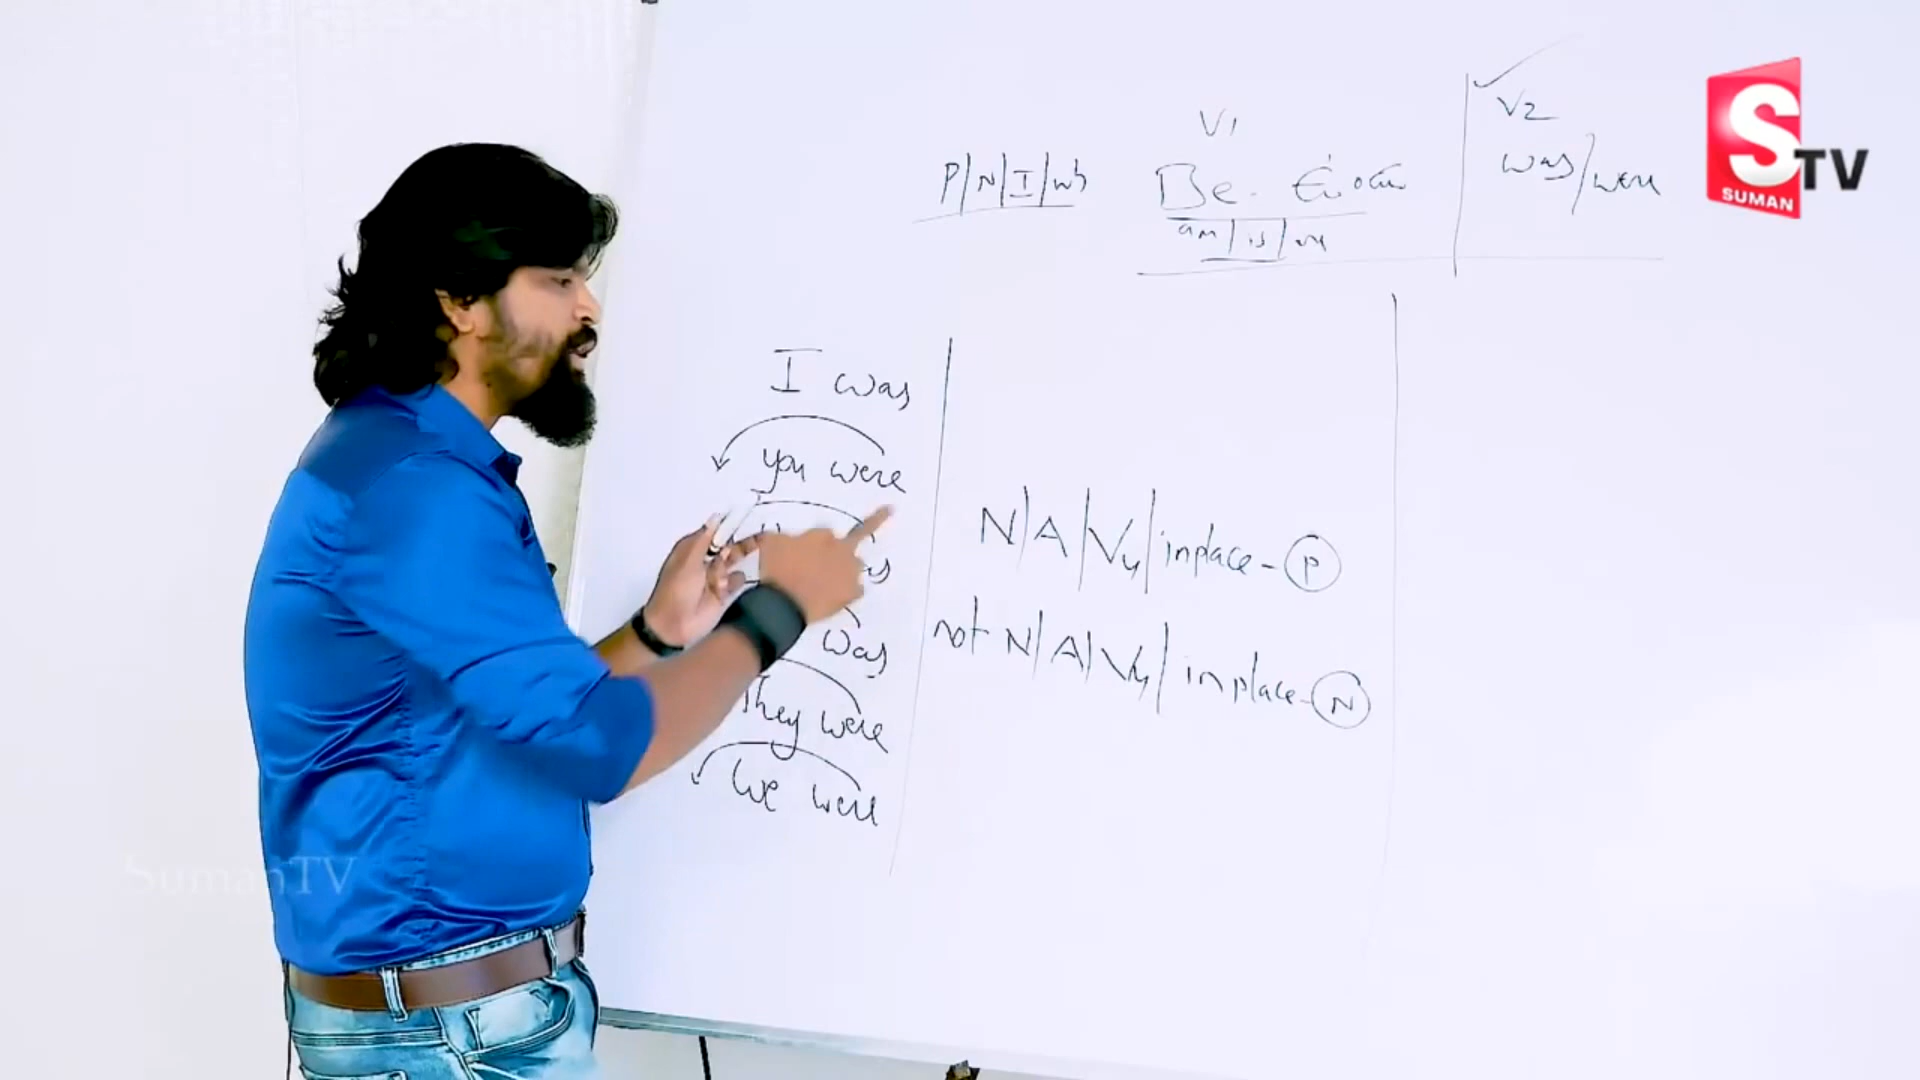 V1
V2
P/N/I/wh
Be -
was/were
am/is/are
I was
you were
was
They were
We were
N/A/V4/inplace - P
not N/A/V4/inplace - N
S TV
SUMAN
SumanTV